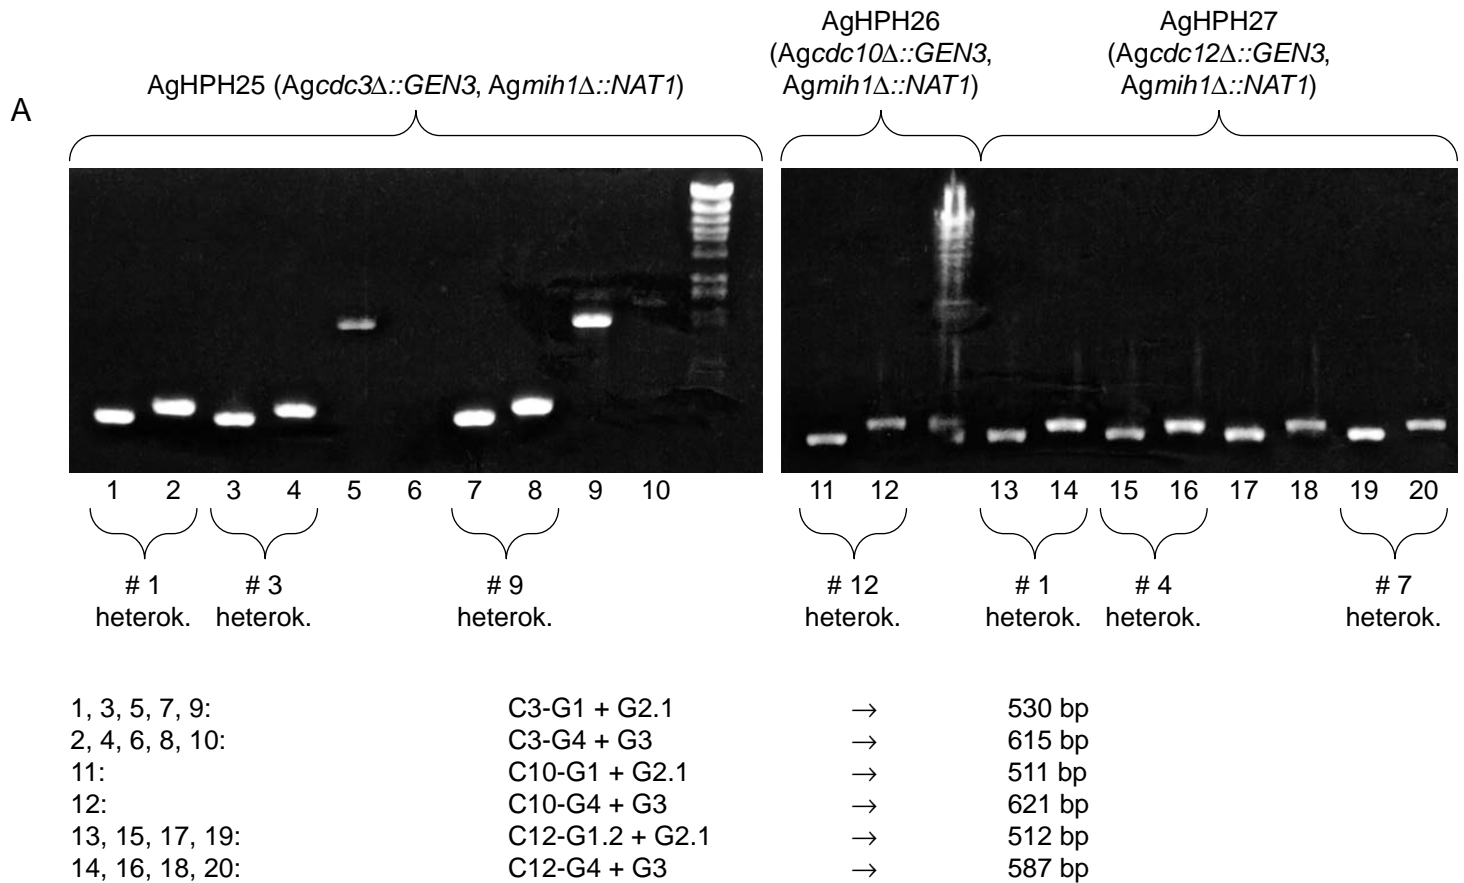 A
AgHPH25 (Agcdc3Δ::GEN3, Agmih1Δ::NAT1)
AgHPH26
(Agcdc10Δ::GEN3,
Agmih1Δ::NAT1)
AgHPH27
(Agcdc12Δ::GEN3,
Agmih1Δ::NAT1)
1 2 3 4 5 6 7 8 9 10 11 12 13 14 15 16 17 18 19 20
# 1 # 3 # 9 # 12 # 1 # 4 # 7
heterok. heterok. heterok. heterok. heterok. heterok. heterok.
1, 3, 5, 7, 9: C3-G1 + G2.1 → 530 bp
2, 4, 6, 8, 10: C3-G4 + G3 → 615 bp
11: C10-G1 + G2.1 → 511 bp
12: C10-G4 + G3 → 621 bp
13, 15, 17, 19: C12-G1.2 + G2.1 → 512 bp
14, 16, 18, 20: C12-G4 + G3 → 587 bp